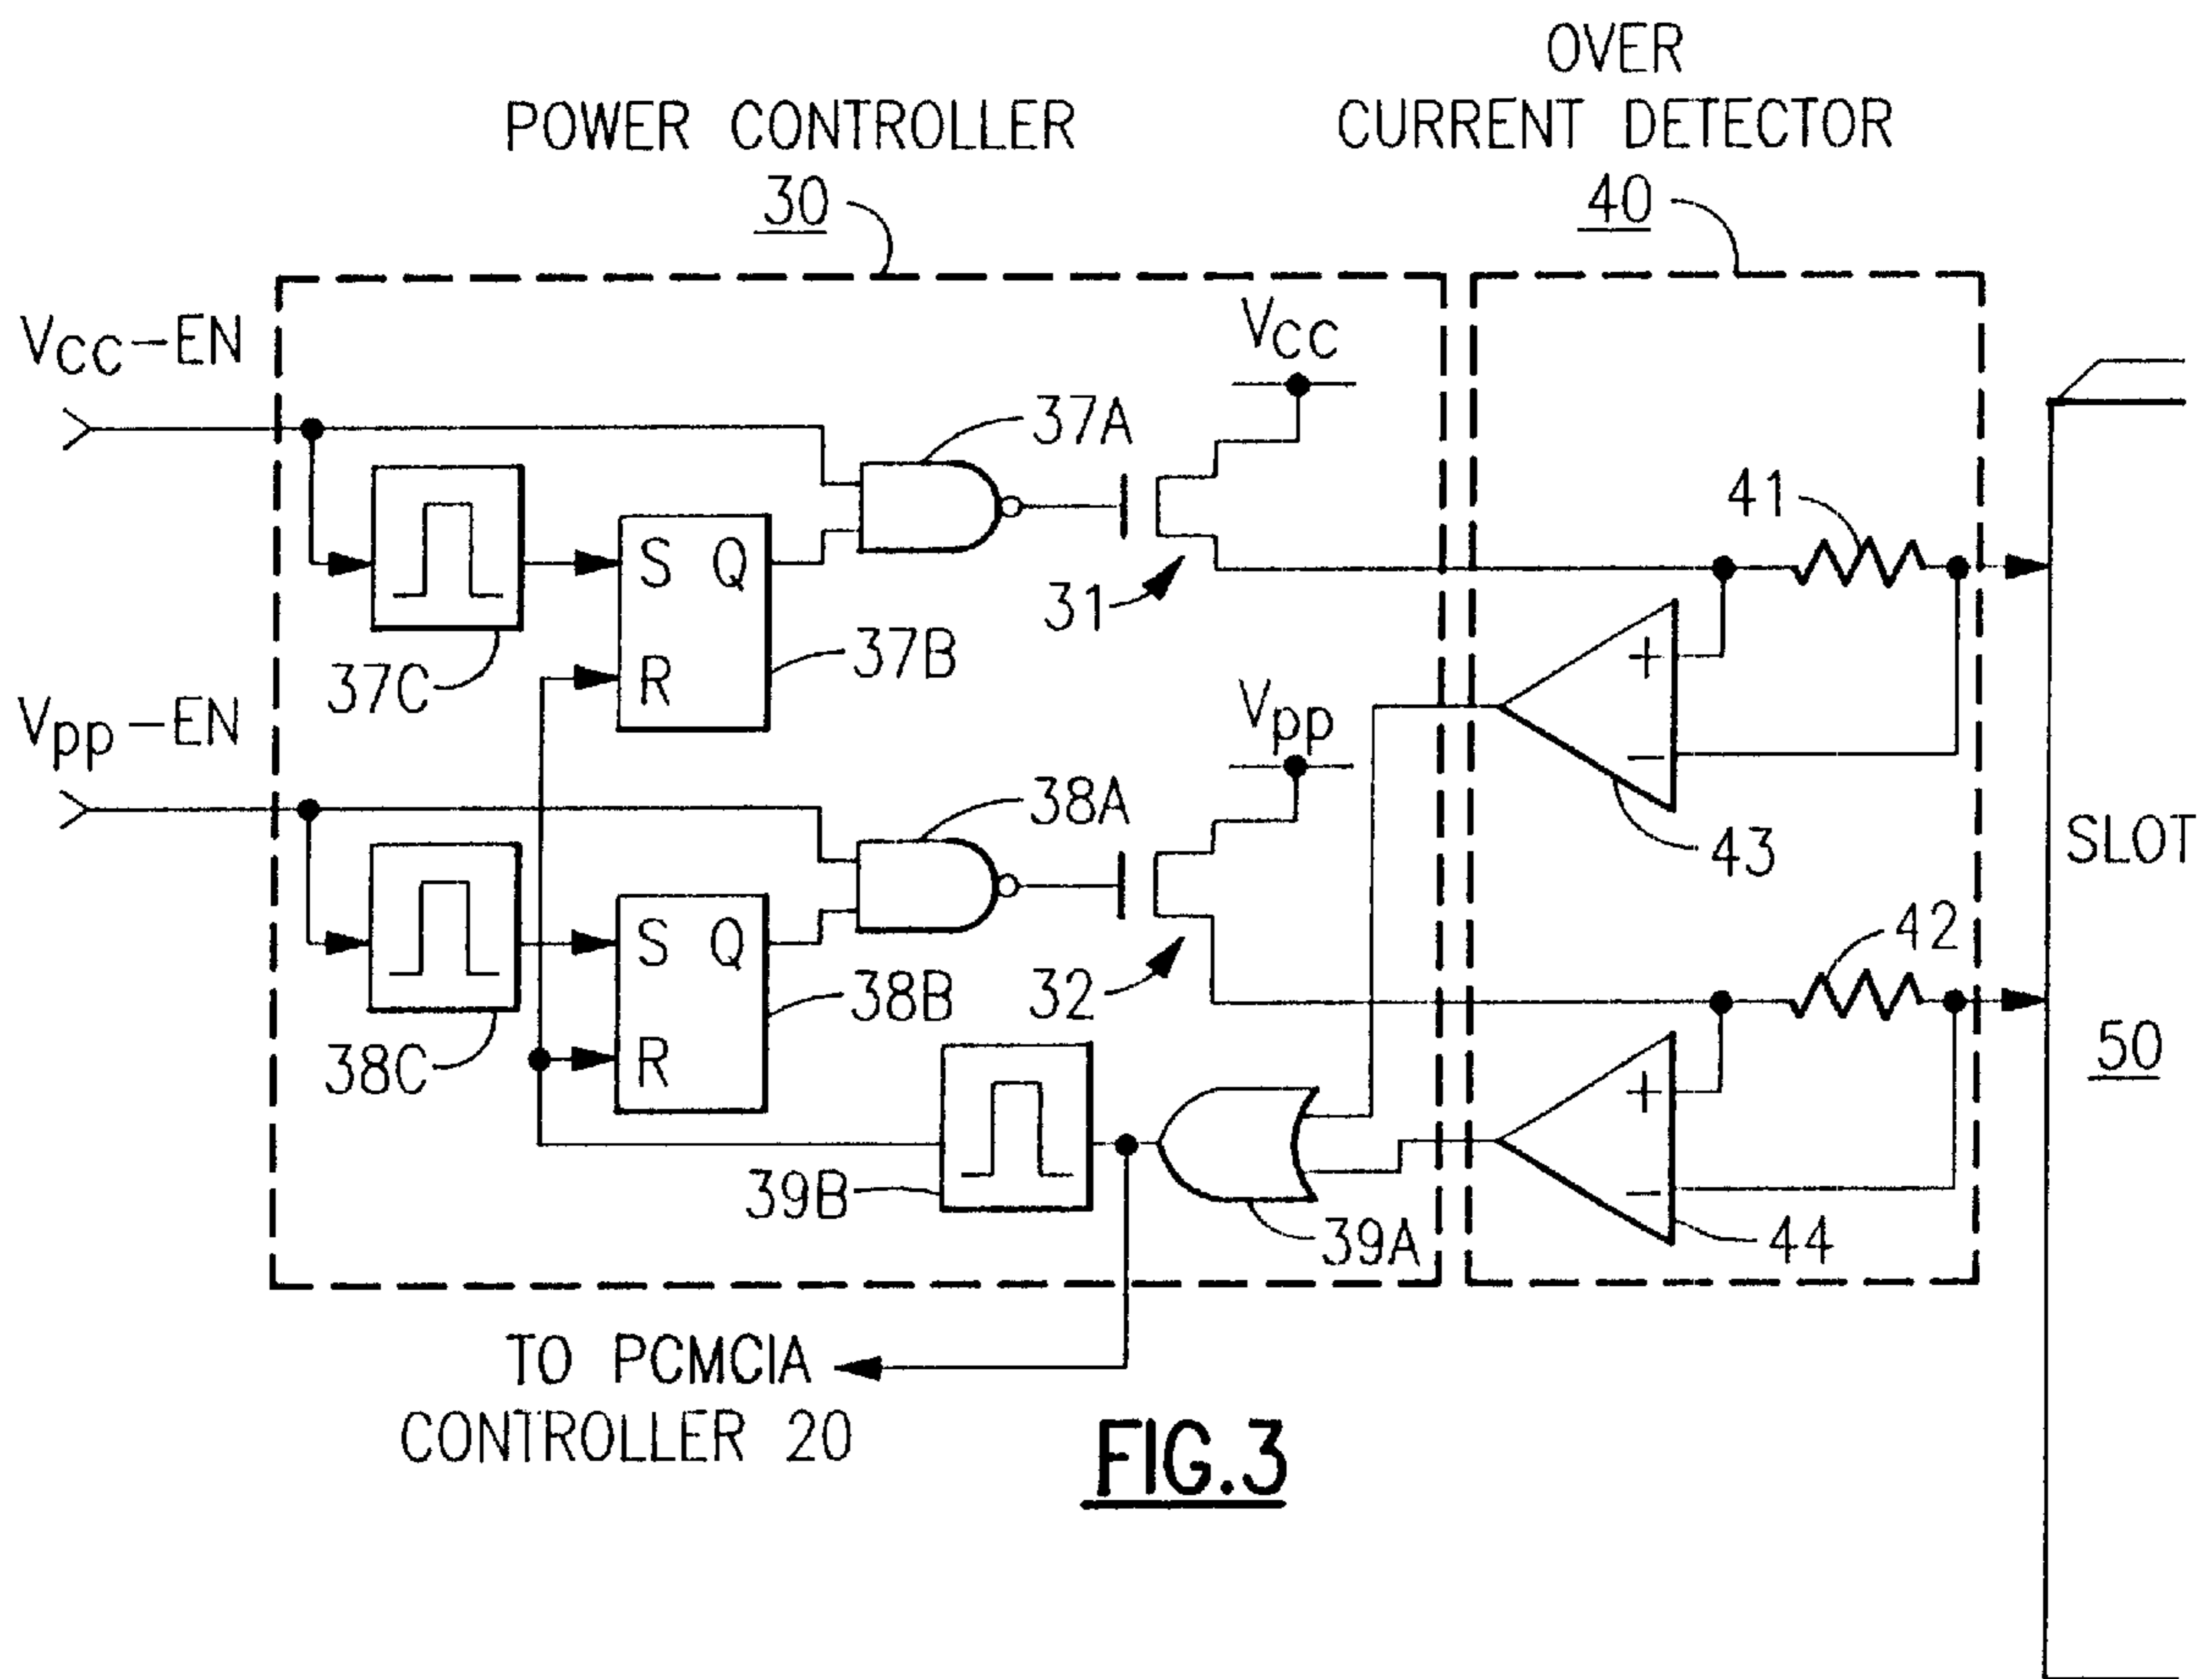 OVER
POWER CONTROLLER
CURRENT DETECTOR
30
40
VCC-EN
VCC
37A
41
S Q
31
R
37B
37C
Vpp-EN
Vpp
38A
43
SLOT
42
S Q
32
38B
R
38C
50
39B
39A
44
+
−
+
−
TO PCMCIA
CONTROLLER 20
FIG.3